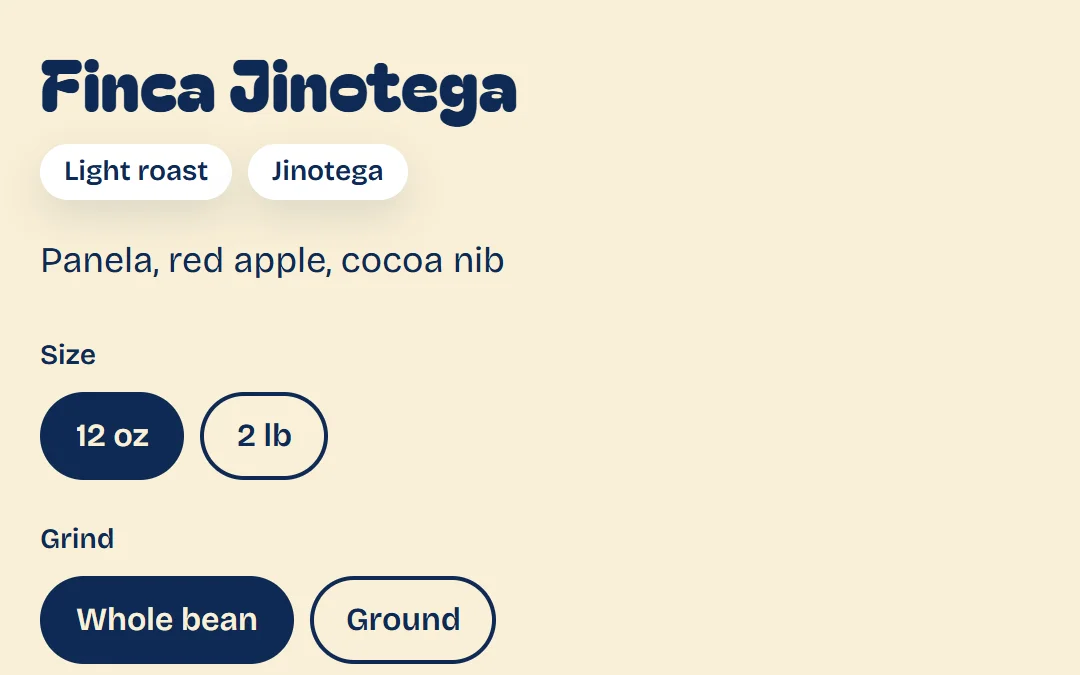 Finca Jinotega
Light roast Jinotega
Panela, red apple, cocoa nib
Size
12 oz 2 lb
Grind
Whole bean Ground